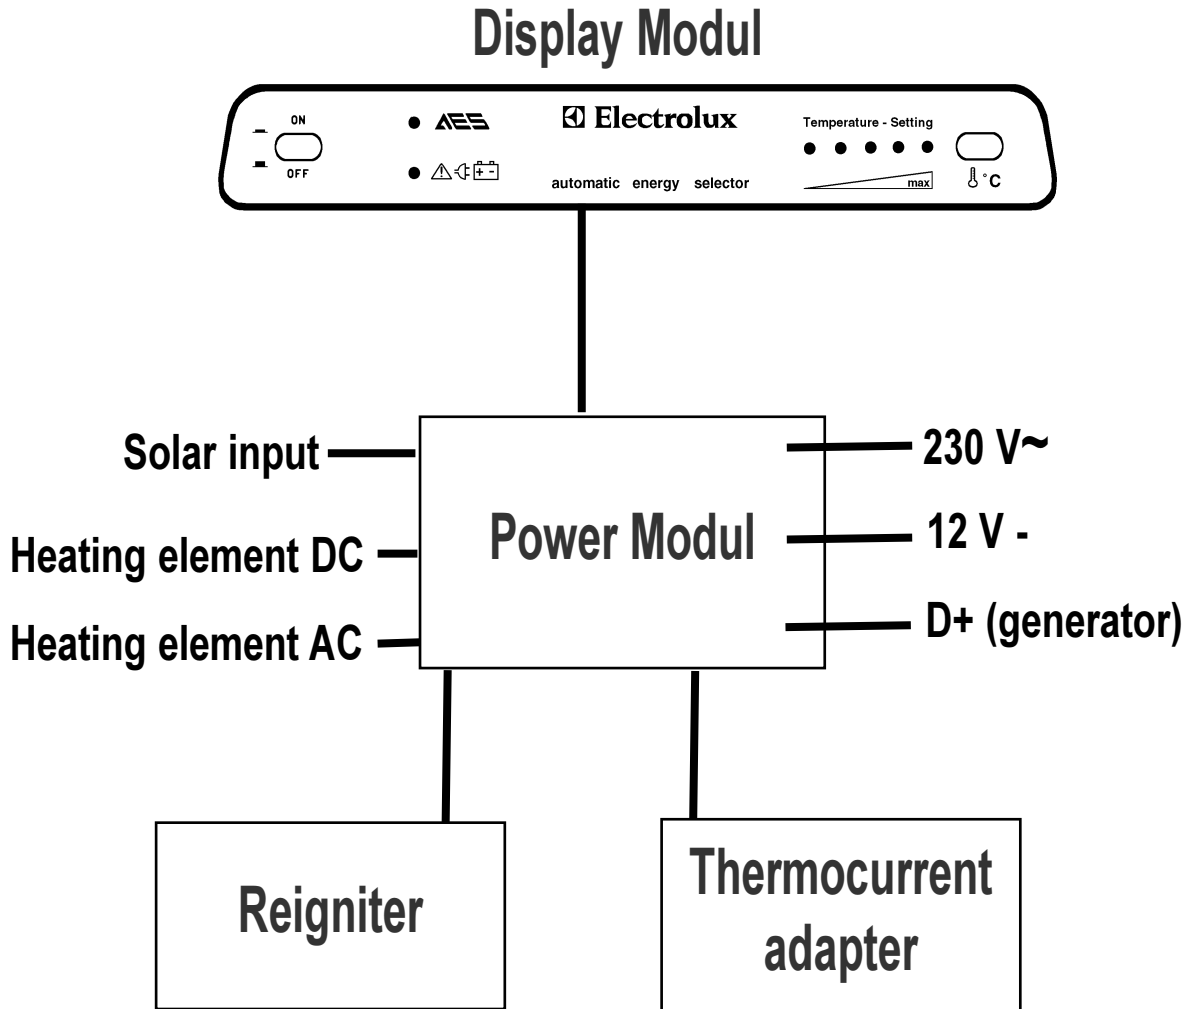 Display Modul
ON
OFF
AES
Electrolux
automatic energy selector
Temperature - Setting
max
°C
Solar input
Heating element DC
Heating element AC
Power Modul
230 V~
12 V -
D+ (generator)
Reigniter
Thermocurrent
adapter